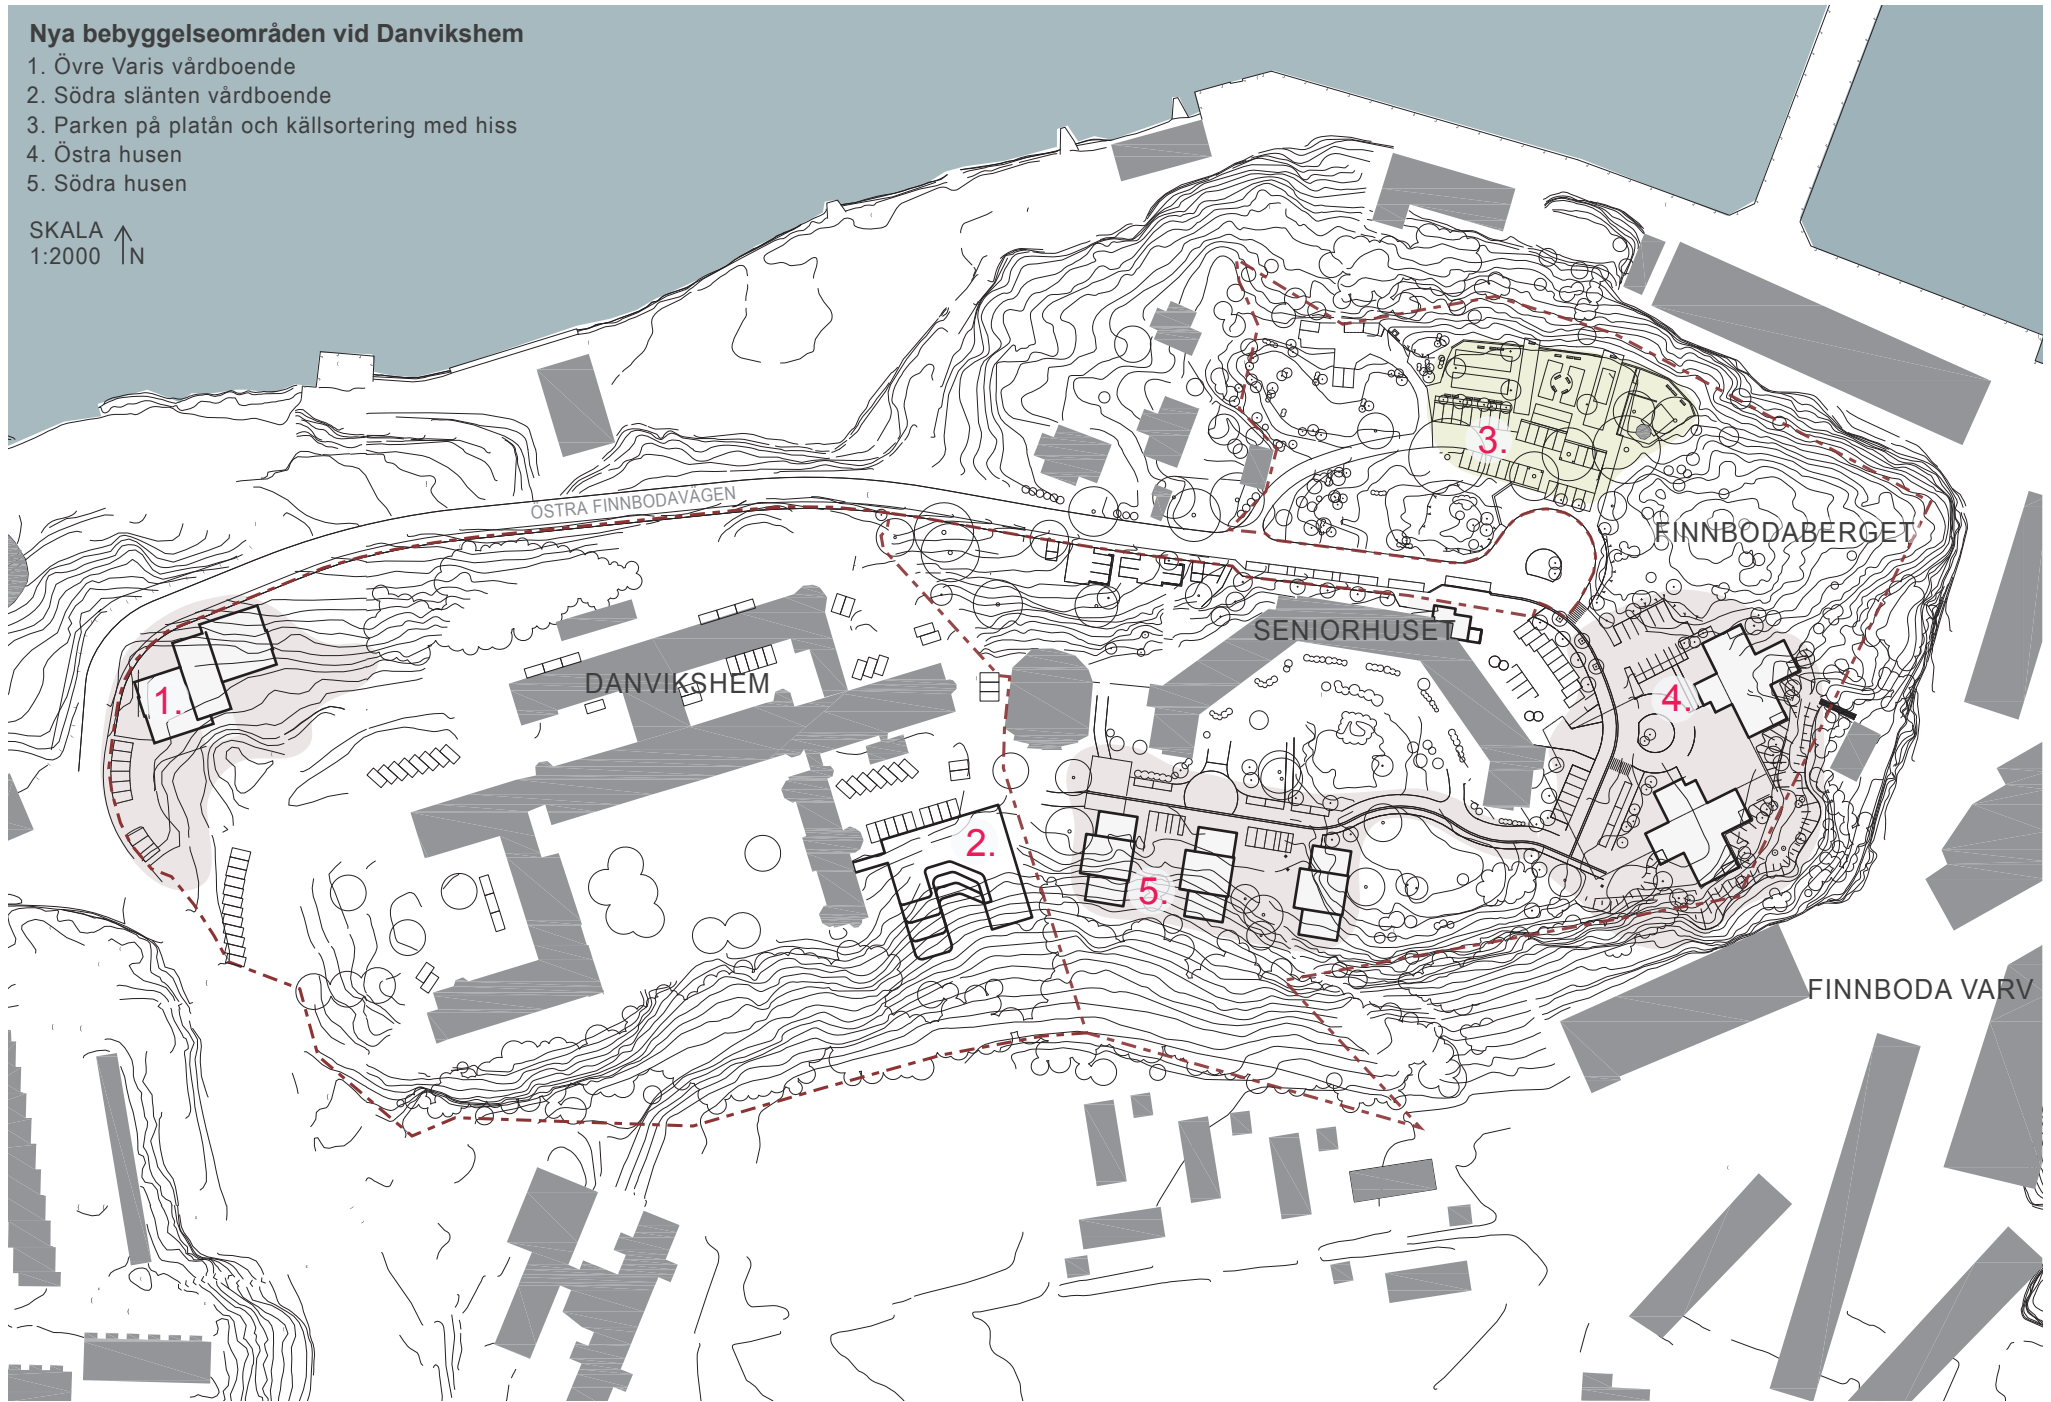 Nya bebyggelseområden vid Danvikshem
1. Övre Varis vårdboende
2. Södra slänten vårdboende
3. Parken på platån och källsortering med hiss
4. Östra husen
5. Södra husen
SKALA
1:2000 N
ÖSTRA FINNBODAVÄGEN
3.
FINNBODABERGET
SENIORHUSET
DANVIKSHEM
1.
4.
2.
5.
FINNBODA VARV